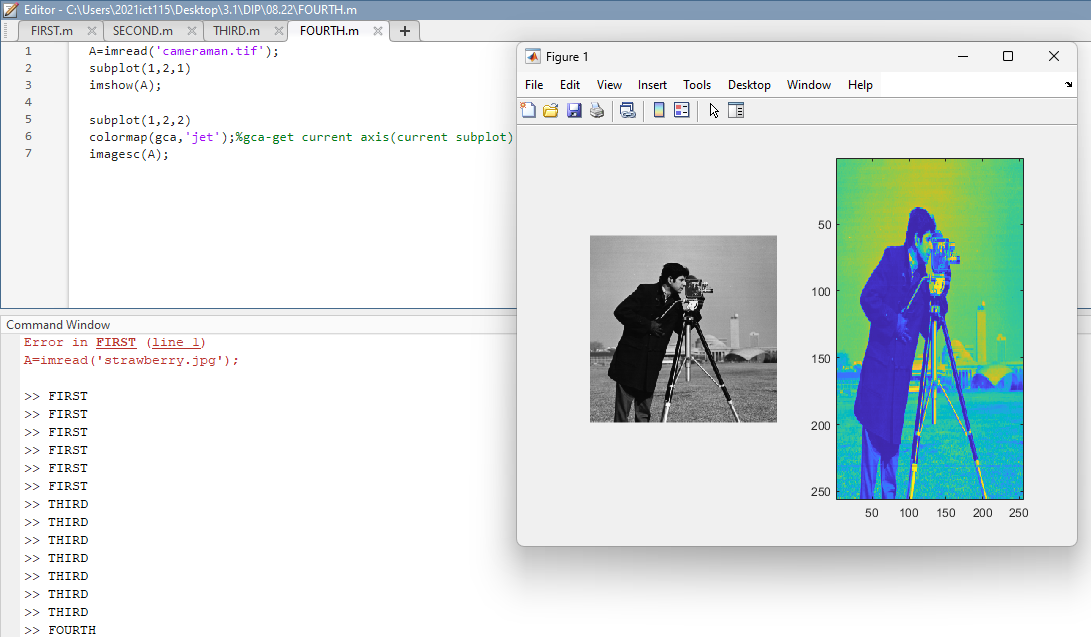 Editor - C:\Users\2021ict115\Desktop\3.1\DIP\08.22\FOURTH.m
FIRST.m SECOND.m THIRD.m FOURTH.m +
1 A=imread('cameraman.tif');
2 subplot(1,2,1)
3 imshow(A);
4
5 subplot(1,2,2)
6 colormap(gca,'jet');%gca-get current axis(current subplot)
7 imagesc(A);
Figure 1
File Edit View Insert Tools Desktop Window Help
50
100
150
200
250
50 100 150 200 250
Command Window
Error in FIRST (line 1)
A=imread('strawberry.jpg');
>> FIRST
>> FIRST
>> FIRST
>> FIRST
>> FIRST
>> FIRST
>> THIRD
>> THIRD
>> THIRD
>> THIRD
>> THIRD
>> THIRD
>> THIRD
>> FOURTH